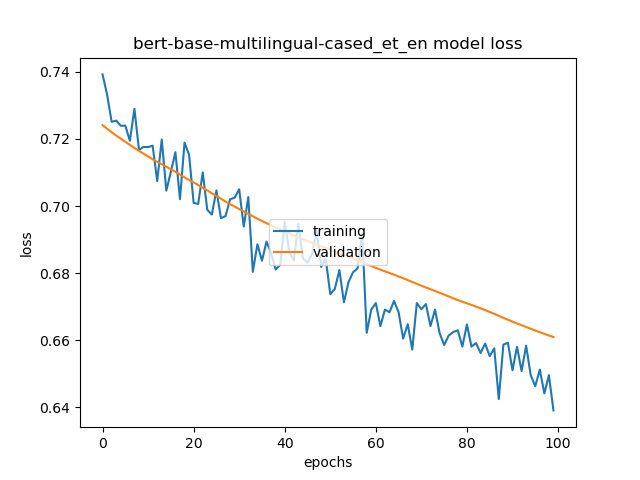 bert-base-multilingual-cased_et_en model loss
loss
0.74
0.72
0.70
0.68
0.66
0.64
training
validation
0 20 40 60 80 100
epochs